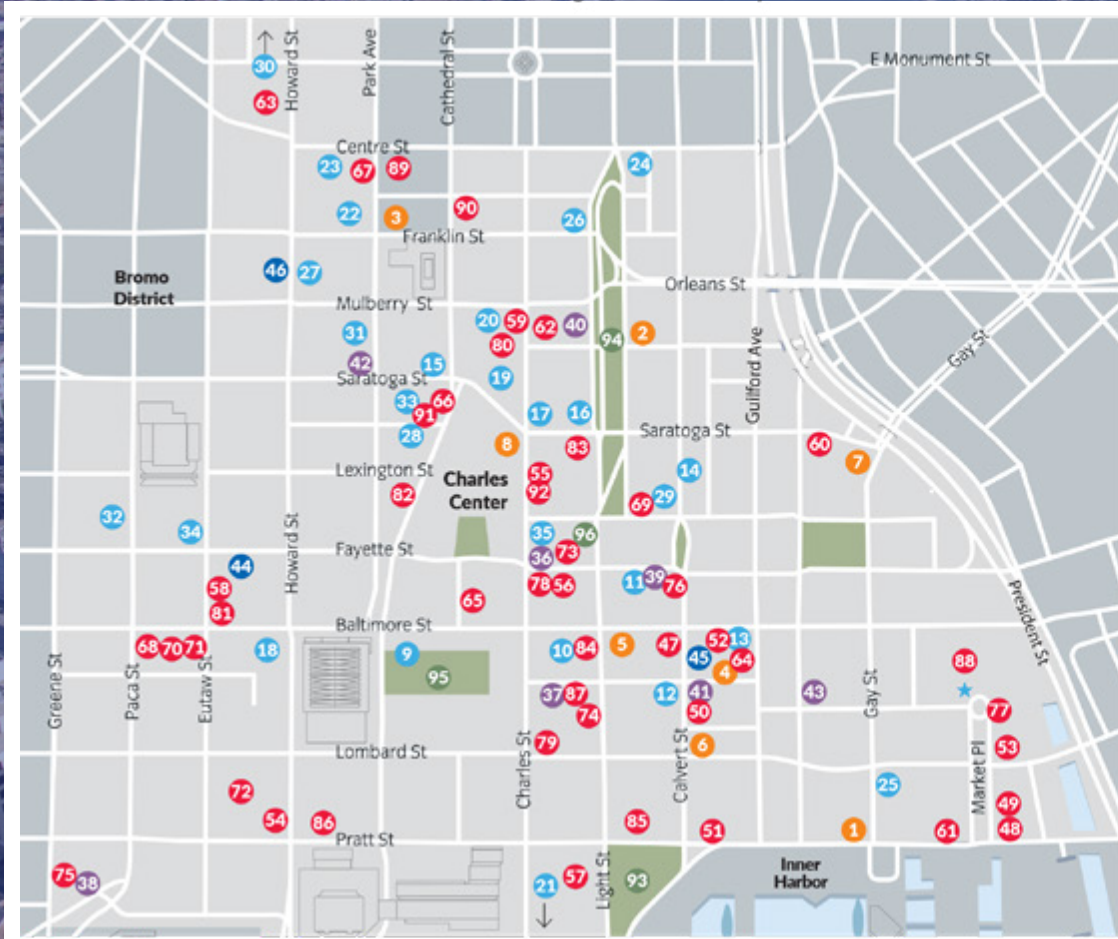 E Monument St
30
Howard St
Park Ave
Cathedral St
63
Centre St
23
67
89
24
22
3
90
26
Franklin St
46
27
Bromo
District
Orleans St
Mulberry St
31
20
59
62
40
94
2
80
Guilford Ave
Gay St
42
15
Saratoga St
19
33
66
91
17
16
28
8
83
Saratoga St
60
7
Lexington St
Charles
Center
55
14
82
92
69
29
32
34
Howard St
35
96
Fayette St
36
73
44
58
78
56
11
39
76
65
81
President St
Baltimore St
68
70
71
18
9
10
84
5
47
52
13
45
64
4
88
95
Greene St
Paca St
Eutaw St
37
87
12
41
43
Gay St
74
50
77
79
Lombard St
Charles St
6
Calvert St
53
Market Pl
72
25
54
86
85
51
1
61
49
48
Pratt St
75
38
21
57
Light St
93
Inner
Harbor